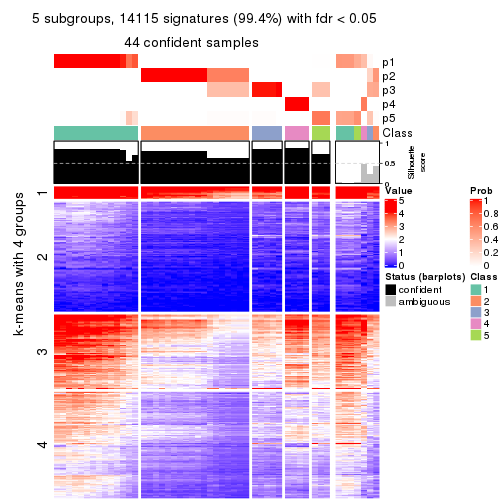 5 subgroups, 14115 signatures (99.4%) with fdr < 0.05
44 confident samples
p1
p2
p3
p4
p5
Class
1
0.5
0
Silhouette
score
k-means with 4 groups
1
2
3
4
Value
5
4
3
2
1
0
Prob
1
0.8
0.6
0.4
0.2
0
Status (barplots)
confident
ambiguous
Class
1
2
3
4
5